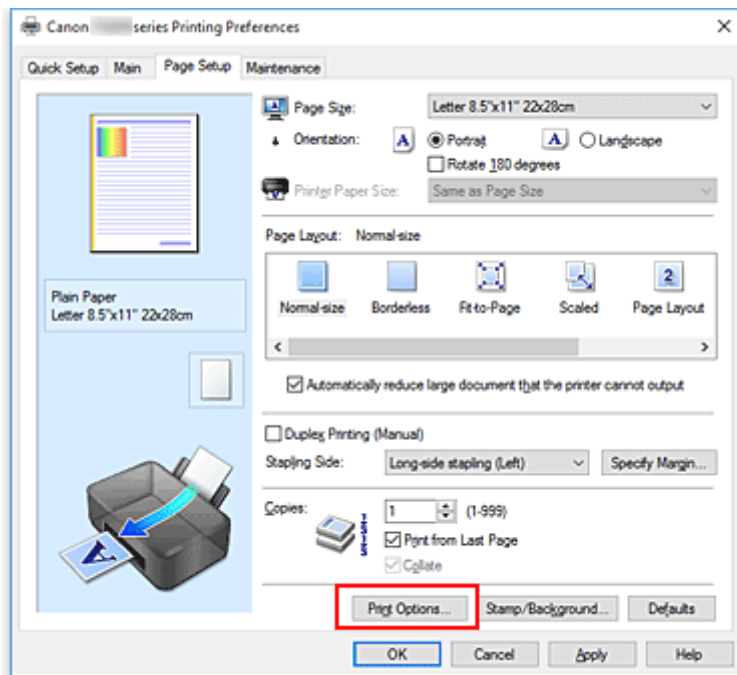 Canon series Printing Preferences
Quick Setup Main Page Setup Maintenance
Page Size: Letter 8.5"x11" 22x28cm
Orientation: A Portrait A Landscape
Rotate 180 degrees
Printer Paper Size: Same as Page Size
Page Layout: Normal-size
2
Normal-size Borderless Fit-to-Page Scaled Page Layout
Plain Paper
Letter 8.5"x11" 22x28cm
Automatically reduce large document that the printer cannot output
Duplex Printing (Manual)
Stapling Side: Long-side stapling (Left) Specify Margin...
Copies: 1 (1-999)
Print from Last Page
Collate
A
Print Options... Stamp/Background... Defaults
OK Cancel Apply Help